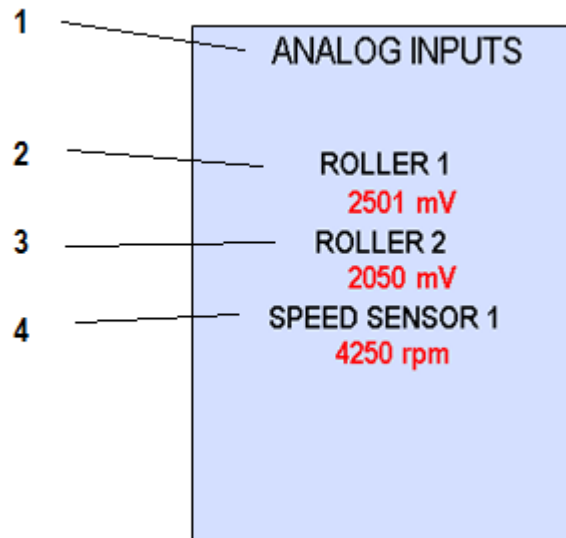 1
ANALOG INPUTS
2
ROLLER 1
2501 mV
3
ROLLER 2
2050 mV
4
SPEED SENSOR 1
4250 rpm